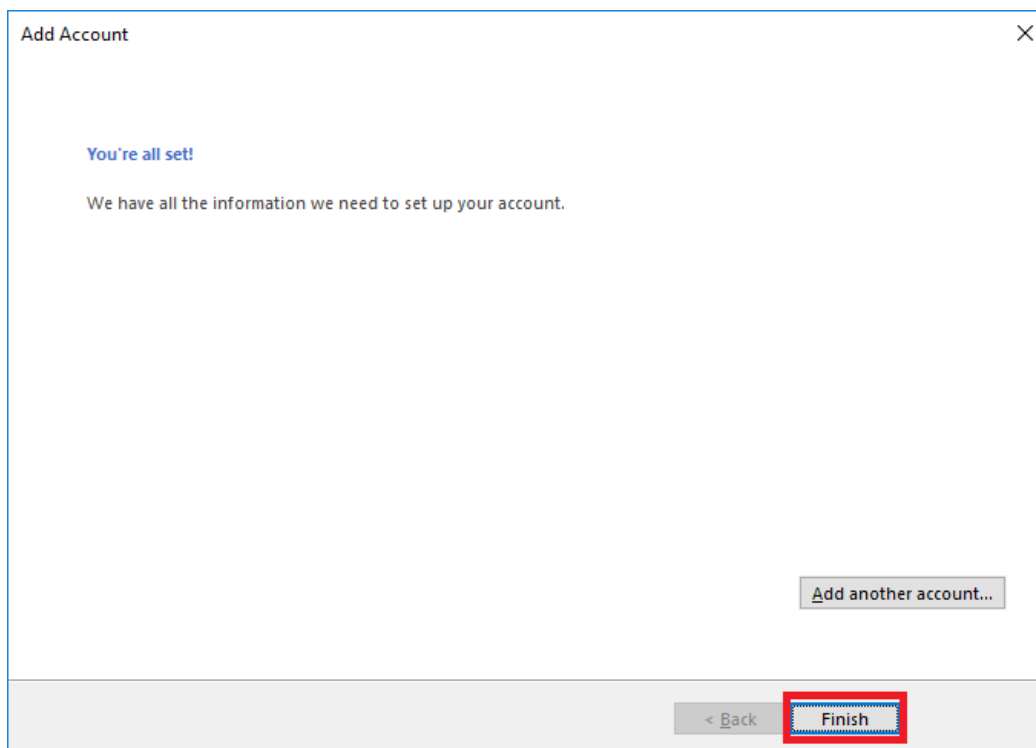 Add Account
You're all set!
We have all the information we need to set up your account.
Add another account...
< Back
Finish